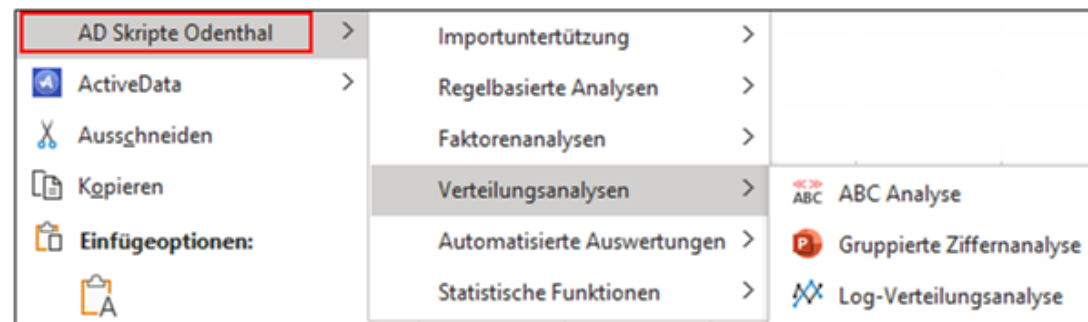 AD Skripte Odenthal
ActiveData
Ausschneiden
Kopieren
Einfügeoptionen:
A
Importuntertützung
Regelbasierte Analysen
Faktorenanalysen
Verteilungsanalysen
Automatisierte Auswertungen
Statistische Funktionen
ABC ABC Analyse
Gruppierte Ziffernanalyse
Log-Verteilungsanalyse